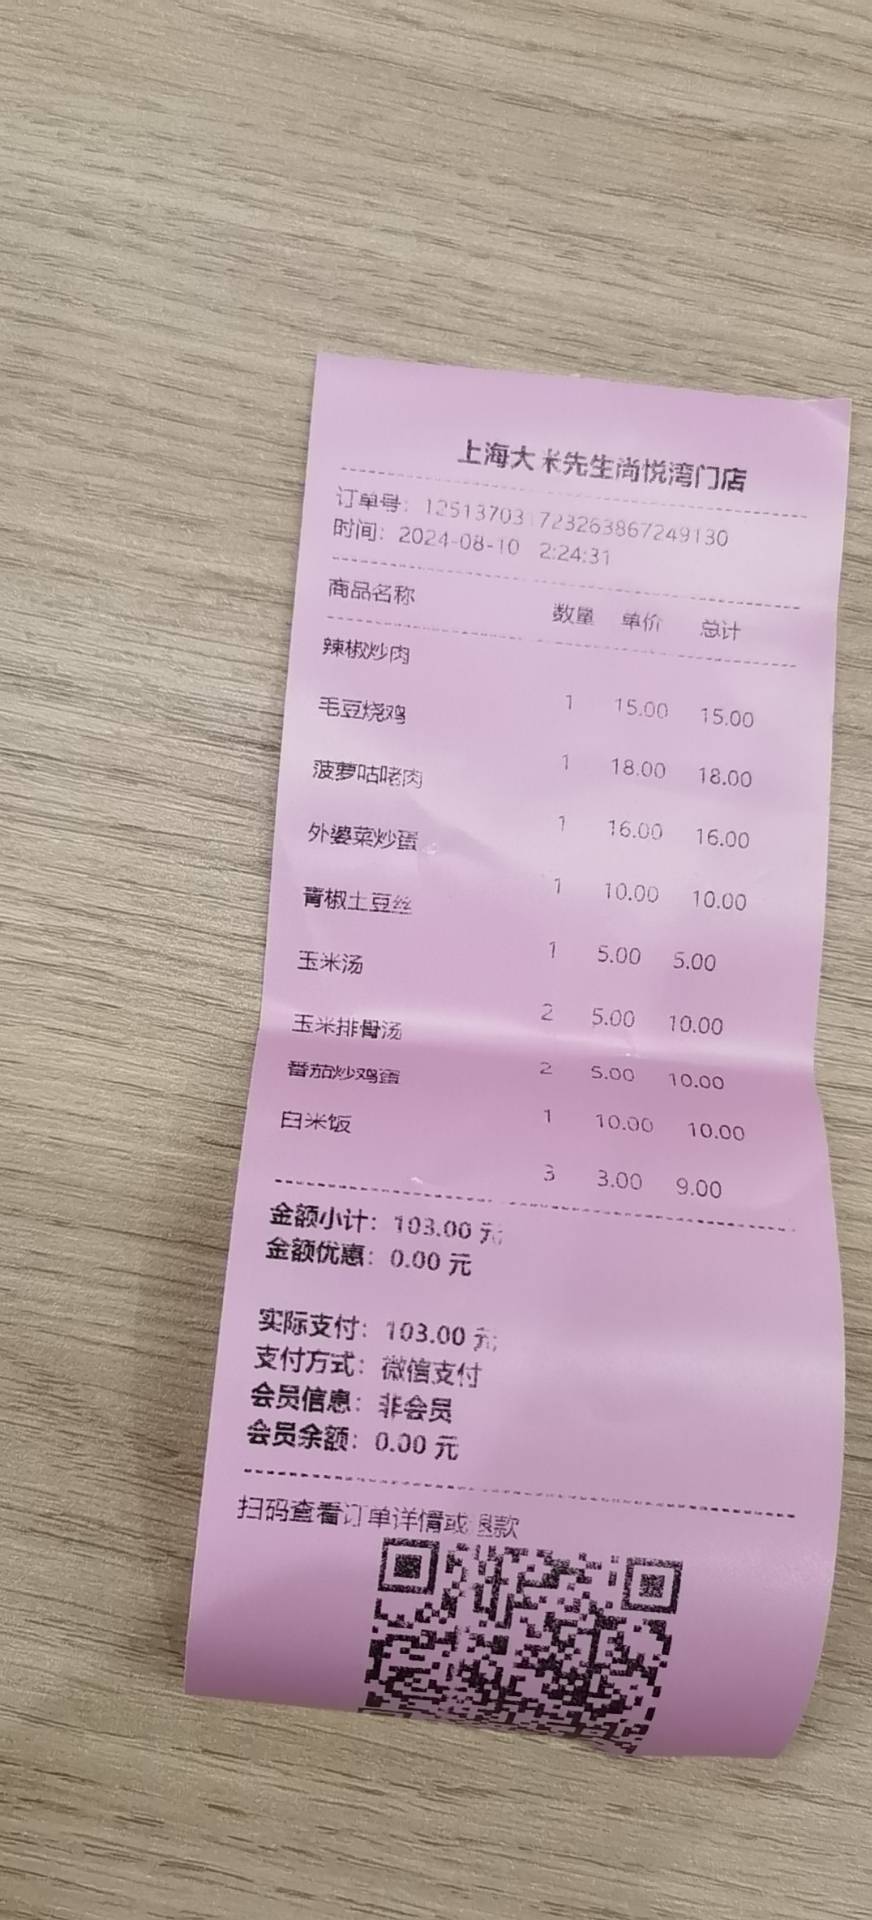 上海大米先生尚悦湾门店
订单号：125137031723263867249130
时间：2024-08-10 2:24:31
商品名称 数量 单价 总计
辣椒炒肉
1 15.00 15.00
毛豆烧鸡
1 18.00 18.00
菠萝咕咾肉
1 16.00 16.00
外婆菜炒蛋
1 10.00 10.00
青椒土豆丝
1 5.00 5.00
玉米汤
2 5.00 10.00
玉米排骨汤
2 5.00 10.00
番茄炒鸡蛋
1 10.00 10.00
白米饭
3 3.00 9.00
金额小计：103.00 元
金额优惠：0.00 元
实际支付：103.00 元
支付方式：微信支付
会员信息：非会员
会员余额：0.00 元
扫码查看订单详情或退款